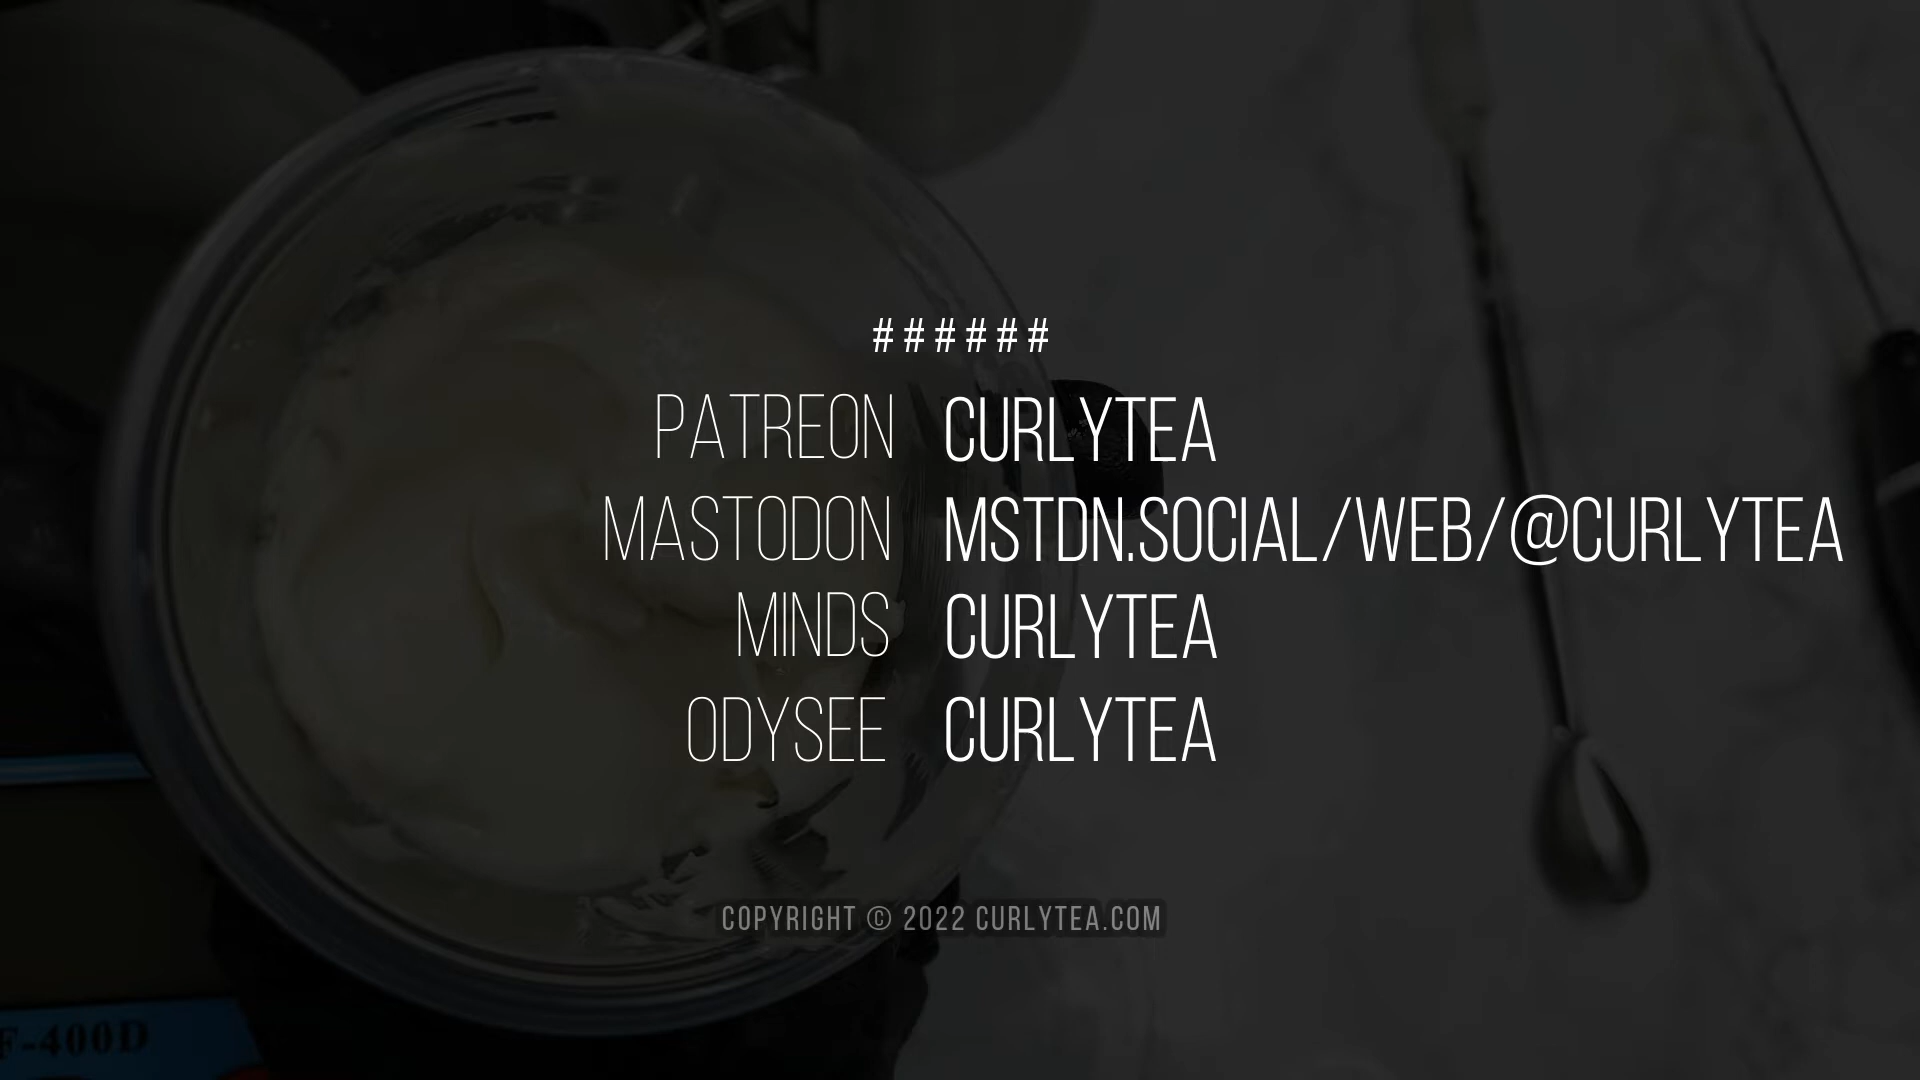 ######
PATREON CURLYTEA
MASTODON MSTDN.SOCIAL/WEB/@CURLYTEA
MINDS CURLYTEA
ODYSEE CURLYTEA
COPYRIGHT © 2022 CURLYTEA.COM
F-400D